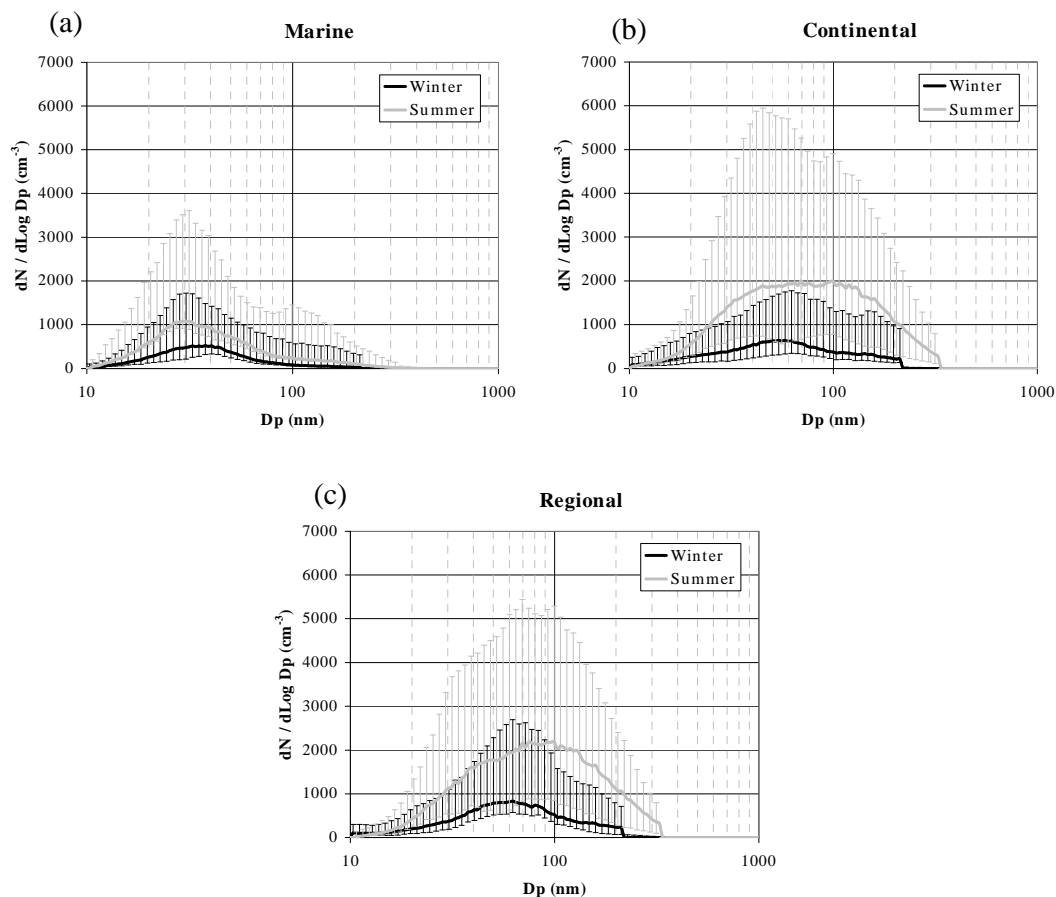 (a)
Marine
7000
6000
5000
4000
3000
2000
1000
0
dN / dLog Dp (cm-3)
10
100
1000
Dp (nm)
Winter
Summer
(b)
Continental
7000
6000
5000
4000
3000
2000
1000
0
dN / dLog Dp (cm-3)
10
100
1000
Dp (nm)
Winter
Summer
(c)
Regional
7000
6000
5000
4000
3000
2000
1000
0
dN / dLog Dp (cm-3)
10
100
1000
Dp (nm)
Winter
Summer